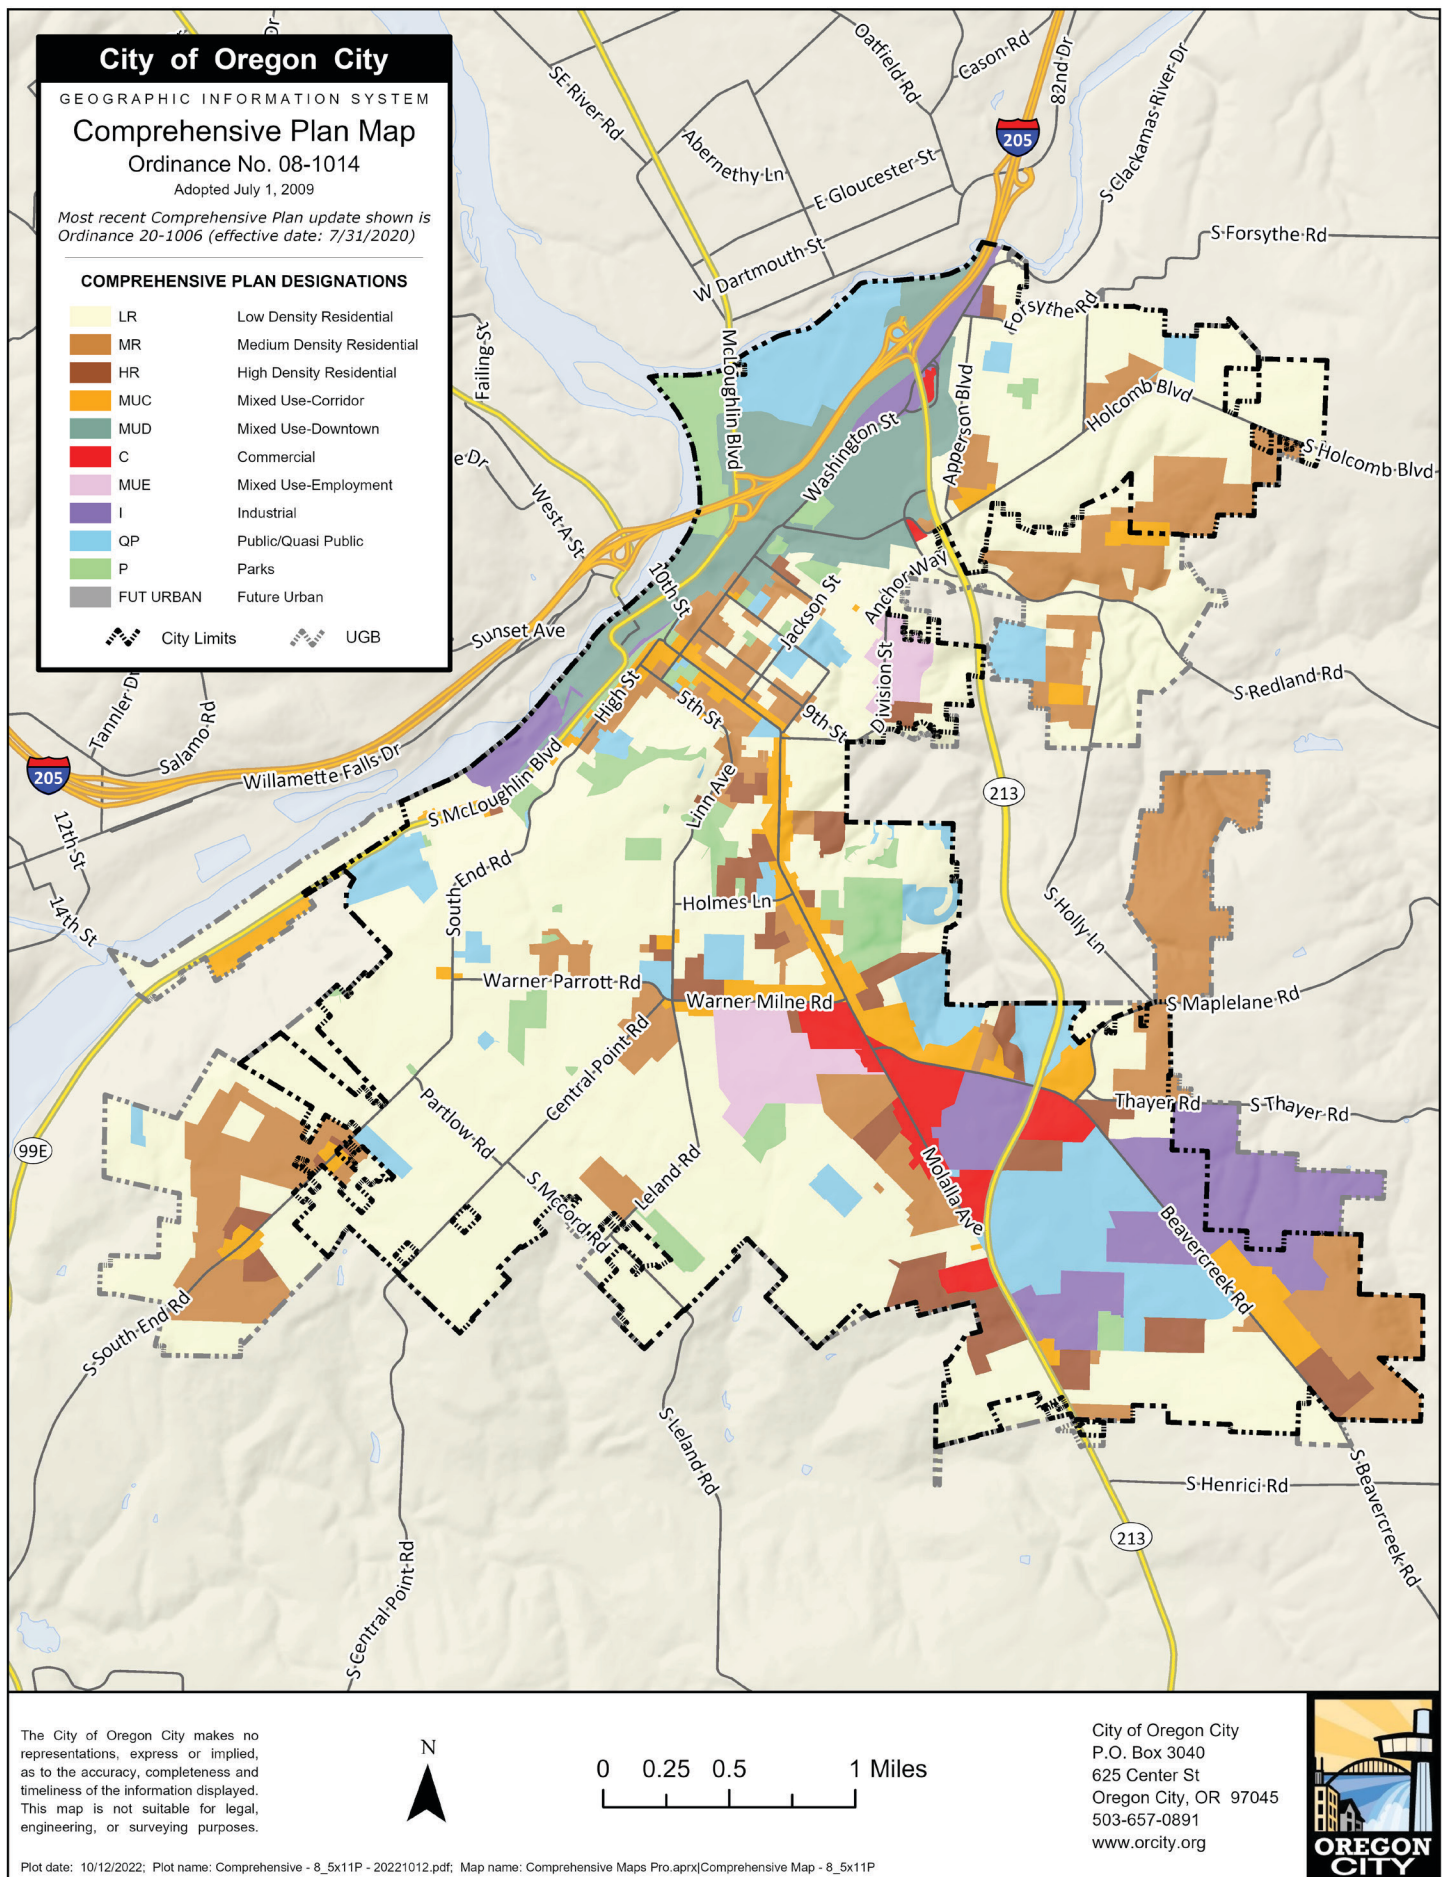 City of Oregon City
GEOGRAPHIC INFORMATION SYSTEM
Comprehensive Plan Map
Ordinance No. 08-1014
Adopted July 1, 2009
Most recent Comprehensive Plan update shown is
Ordinance 20-1006 (effective date: 7/31/2020)
COMPREHENSIVE PLAN DESIGNATIONS
LR Low Density Residential
MR Medium Density Residential
HR High Density Residential
MUC Mixed Use-Corridor
MUD Mixed Use-Downtown
C Commercial
MUE Mixed Use-Employment
I Industrial
QP Public/Quasi Public
P Parks
FUT URBAN Future Urban
City Limits UGB
Dr
SE River Rd
Oatfield Rd
Cason Rd
82nd Dr
205
S Clackamas River Dr
Abernethy Ln
E Gloucester St
W Dartmouth St
S Forsythe Rd
Forsythe Rd
Failing St
McLoughlin Blvd
Apperson Blvd
Holcomb Blvd
S Holcomb Blvd
Washington St
e Dr
West A St
10th St
Jackson St
Anchor Way
Sunset Ave
High St
5th St
9th St
Division St
S Redland Rd
Tannler Dr
Salamo Rd
205
Willamette Falls Dr
S McLoughlin Blvd
Linn Ave
213
12th St
14th St
South End Rd
Holmes Ln
S Holly Ln
Warner Parrott Rd
Warner Milne Rd
S Maplelane Rd
Central Point Rd
Thayer Rd
S Thayer Rd
Partlow Rd
99E
Leland Rd
S Mccord Rd
Molalla Ave
Beavercreek Rd
S South End Rd
S Leland Rd
S Central Point Rd
S Henrici Rd
S Beavercreek Rd
213
The City of Oregon City makes no
representations, express or implied,
as to the accuracy, completeness and
timeliness of the information displayed.
This map is not suitable for legal,
engineering, or surveying purposes.
N
0 0.25 0.5 1 Miles
City of Oregon City
P.O. Box 3040
625 Center St
Oregon City, OR 97045
503-657-0891
www.orcity.org
OREGON
CITY
Plot date: 10/12/2022; Plot name: Comprehensive - 8_5x11P - 20221012.pdf; Map name: Comprehensive Maps Pro.aprx|Comprehensive Map - 8_5x11P